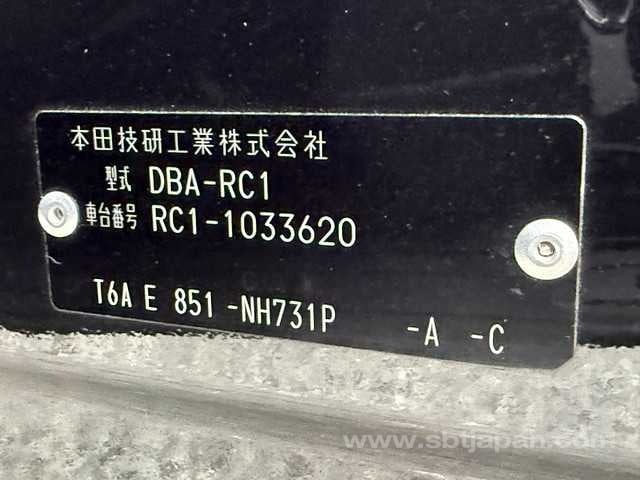 本田技研工業株式会社
型式 DBA-RC1
車台番号 RC1-1033620
T6A E 851 -NH731P -A -C
www.sbtjapan.com